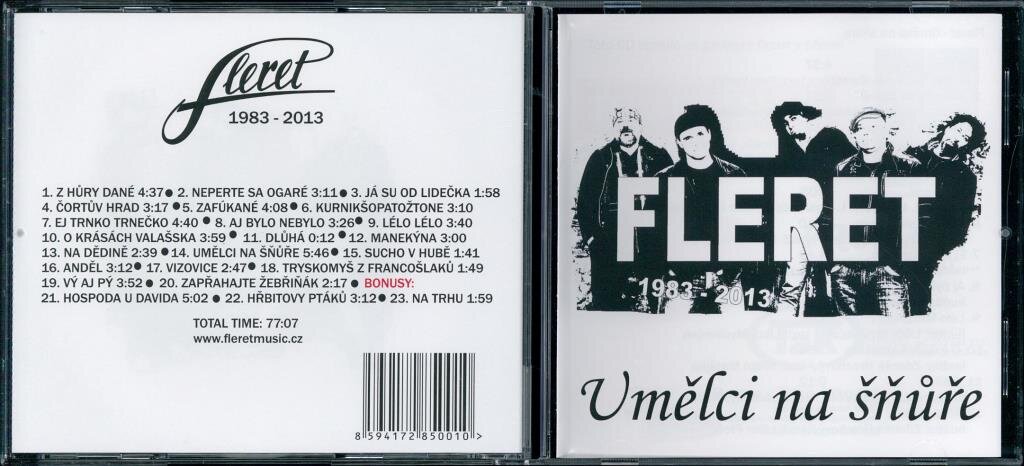 fleret
1983 - 2013
1. Z HŮRY DANÉ 4:37 ● 2. NEPERTE SA OGARÉ 3:11 ● 3. JÁ SU OD LIDEČKA 1:58
4. ČORTŮV HRAD 3:17 ● 5. ZAFÚKANÉ 4:08 ● 6. KURNIKŠOPATOŽTONE 3:10
7. EJ TRNKO TRNEČKO 4:40 ● 8. AJ BYLO NEBYLO 3:26 ● 9. LÉLO LÉLO 3:40
10. O KRÁSÁCH VALAŠSKA 3:59 ● 11. DLÚHÁ 0:12 ● 12. MANEKÝNA 3:00
13. NA DĚDINĚ 2:39 ● 14. UMĚLCI NA ŠŇŮŘE 5:46 ● 15. SUCHO V HUBĚ 1:41
16. ANDĚL 3:12 ● 17. VIZOVICE 2:47 ● 18. TRYSKOMYŠ Z FRANCOŠLAKŮ 1:49
19. VÝ AJ PÝ 3:52 ● 20. ZAPŘAHAJTE ŽEBŘIŇÁK 2:17 ● BONUSY:
21. HOSPODA U DAVIDA 5:02 ● 22. HŘBITOVY PTÁKŮ 3:12 ● 23. NA TRHU 1:59
TOTAL TIME: 77:07
www.fleretmusic.cz
8 594172 850010 >
FLERET
1983 - 2013
Umělci na šňůře